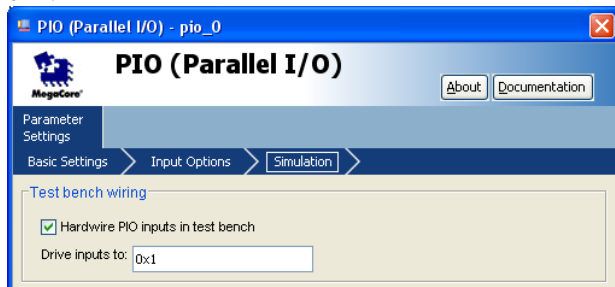 PIO (Parallel I/O) - pio_0
MegaCore'
PIO (Parallel I/O)
About Documentation
Parameter
Settings
Basic Settings Input Options Simulation
Test bench wiring
Hardwire PIO inputs in test bench
Drive inputs to: 0x1